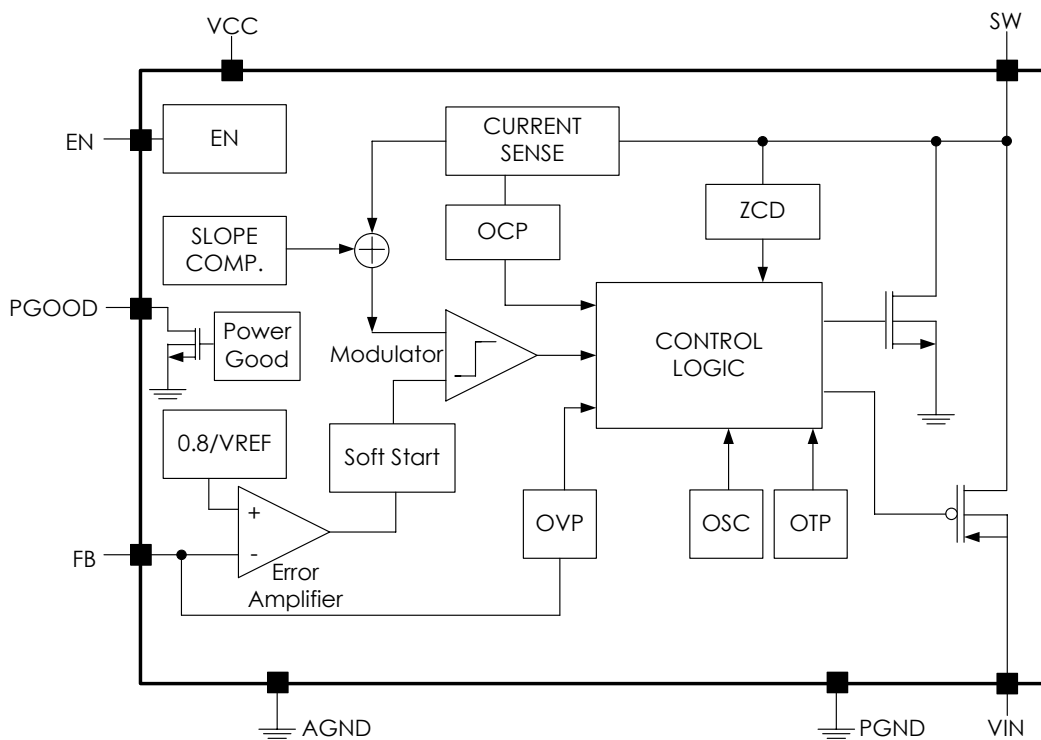 VCC
SW
EN
EN
CURRENT
SENSE
ZCD
OCP
SLOPE
COMP.
PGOOD
Power
Good
Modulator
CONTROL
LOGIC
0.8/VREF
Soft Start
+
-
FB
Error
Amplifier
OVP
OSC
OTP
AGND
PGND
VIN